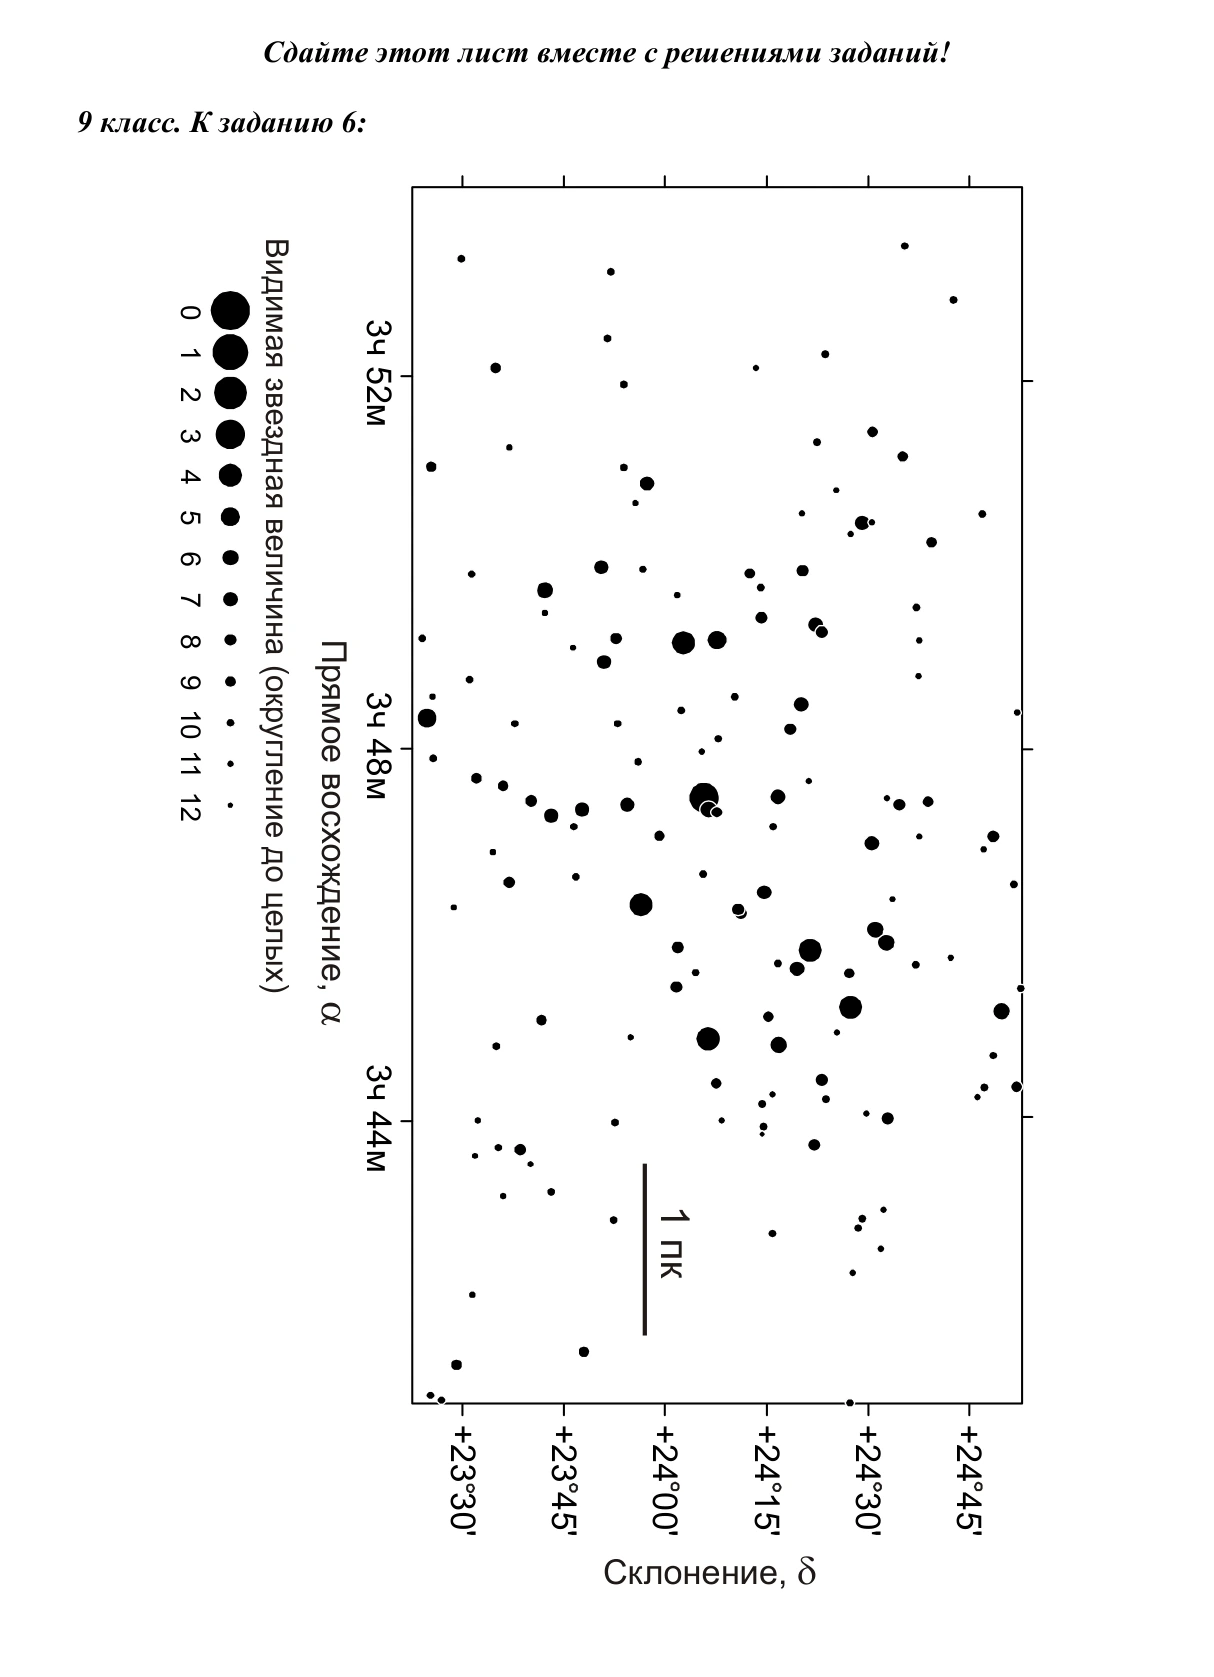 Сдайте этот лист вместе с решениями заданий!
9 класс. К заданию 6:
Видимая звездная величина (округление до целых)
0 1 2 3 4 5 6 7 8 9 10 11 12
Прямое восхождение, α
3ч 52м
3ч 48м
3ч 44м
1 пк
+23°30'
+23°45'
+24°00'
+24°15'
+24°30'
+24°45'
Склонение, δ